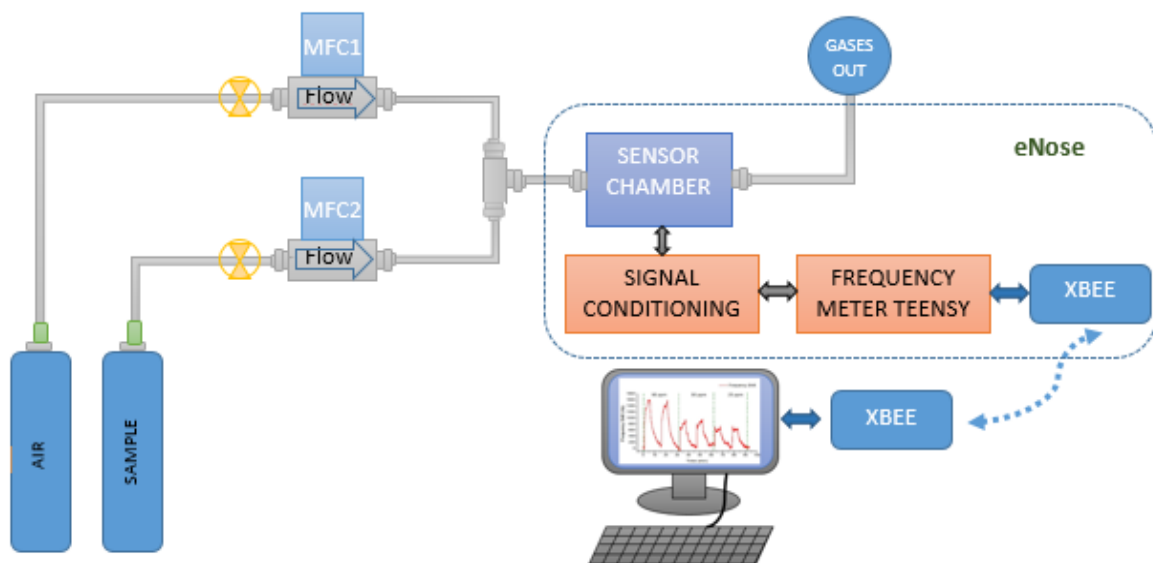 MFC1
Flow
GASES
OUT
eNose
SENSOR
CHAMBER
MFC2
Flow
SIGNAL
CONDITIONING
FREQUENCY
METER TEENSY
XBEE
XBEE
AIR
SAMPLE